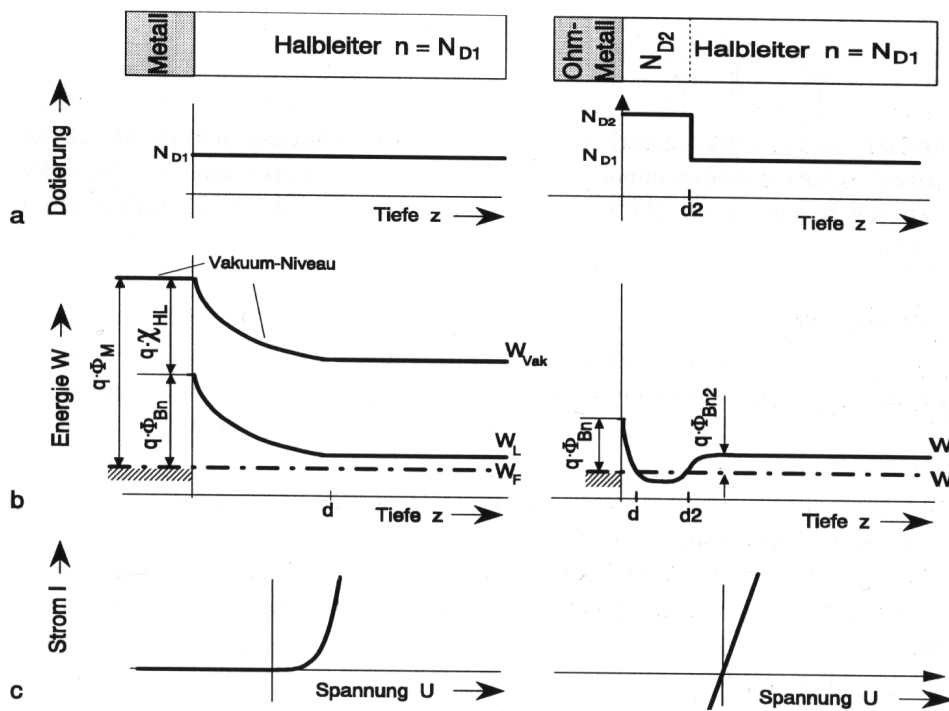 Metall
Halbleiter n = N_D1
Ohm-
Metall
N_D2
Halbleiter n = N_D1
Dotierung
N_D1
Tiefe z
N_D2
N_D1
d2
Tiefe z
a
Energie W
Vakuum-Niveau
q·Φ_M
q·χ_HL
q·Φ_Bn
W_Vak
W_L
W_F
d
Tiefe z
q·Φ_Bn
q·Φ_Bn2
W
W
d
d2
Tiefe z
b
Strom I
Spannung U
Spannung U
c